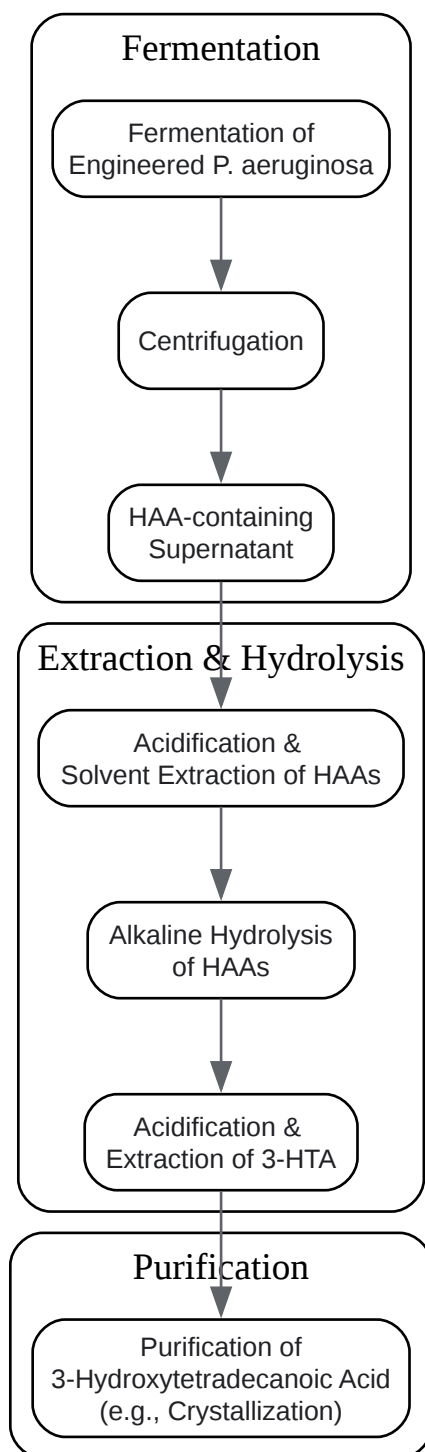 Fermentation
Fermentation of
Engineered P. aeruginosa
Centrifugation
HAA-containing
Supernatant
Extraction & Hydrolysis
Acidification &
Solvent Extraction of HAAs
Alkaline Hydrolysis
of HAAs
Acidification &
Extraction of 3-HTA
Purification
Purification of
3-Hydroxytetradecanoic Acid
(e.g., Crystallization)